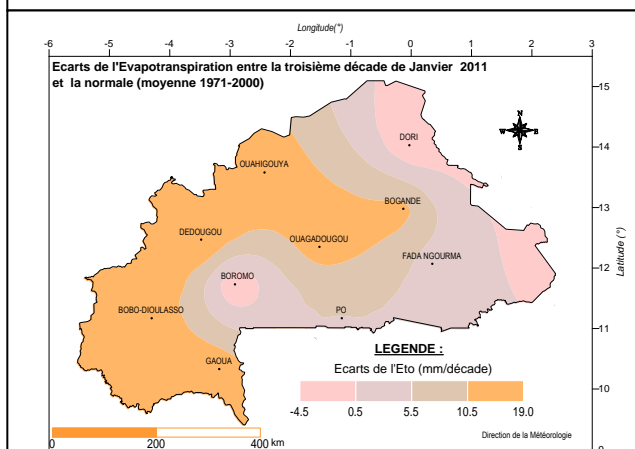 Longitude(°)
-6 -5 -4 -3 -2 -1 0 1 2 3
Ecarts de l'Evapotranspiration entre la troisième décade de Janvier 2011
et la normale (moyenne 1971-2000)
15
DORI
W N E S
14
OUAHIGOUYA
BOGANDE
13
DEDOUGOU
OUAGADOUGOU
FADA NGOURMA
Latitude (°)
12
BOROMO
BOBO-DIOULASSO
PO
11
LEGENDE :
GAOUA
Ecarts de l'Eto (mm/décade)
10
-4.5 0.5 5.5 10.5 19.0
Direction de la Météorologie
0 200 400 km
9